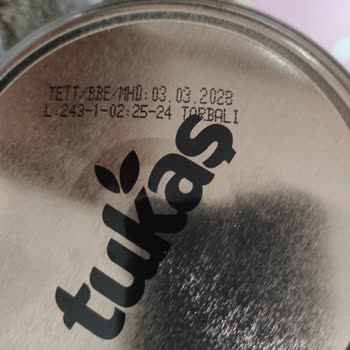 TETT/BBE/MHD:03.03.2028
L:243-1-02:25-24 TORBALI
tukaş